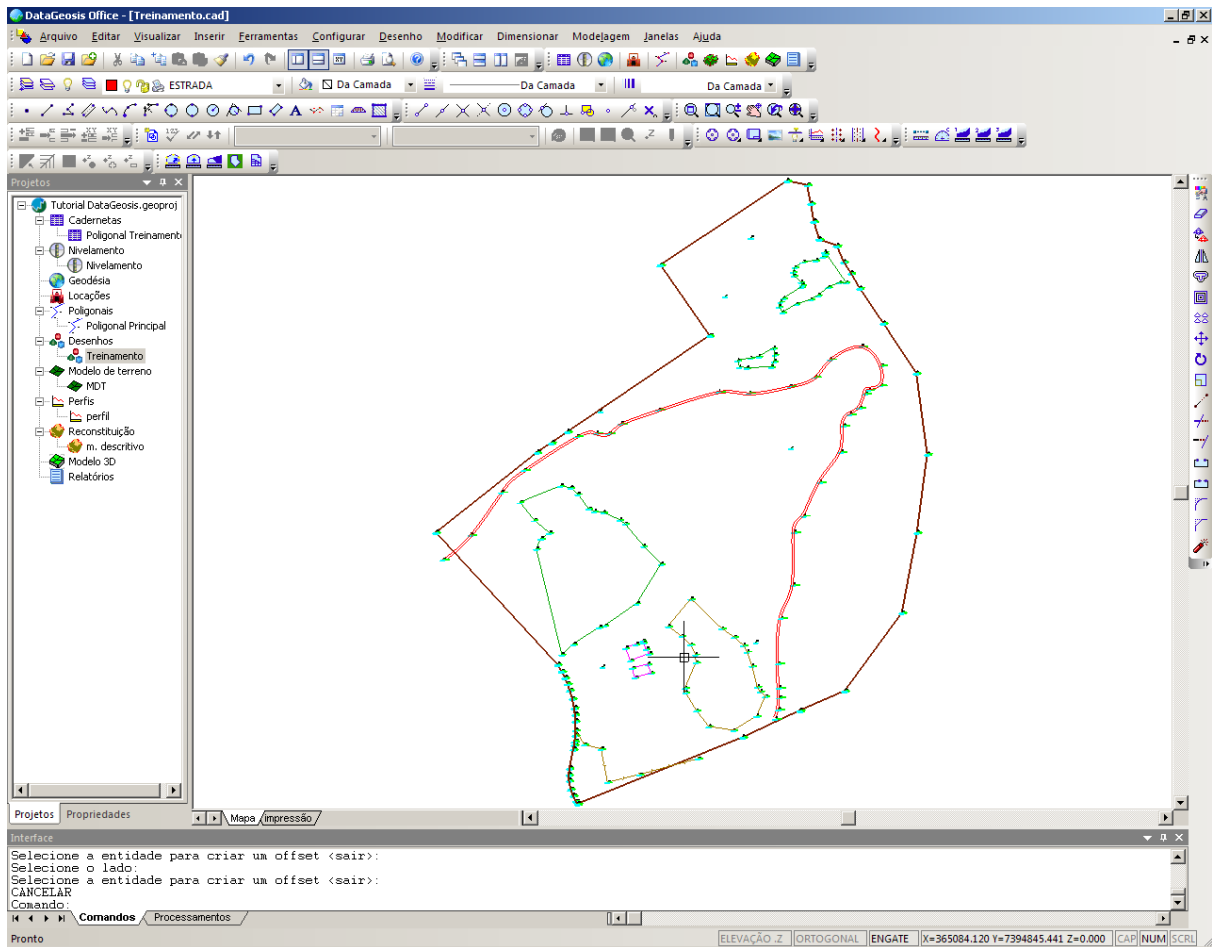 DataGeosis Office - [Treinamento.cad]
Arquivo Editar Visualizar Inserir Ferramentas Configurar Desenho Modificar Dimensionar Modelagem Janelas Ajuda
ESTRADA Da Camada Da Camada Da Camada
Projetos
Tutorial DataGeosis.geoproj
Cadernetas
Poligonal Treinament
Nivelamento
Nivelamento
Geodésia
Locações
Poligonais
Poligonal Principal
Desenhos
Treinamento
Modelo de terreno
MDT
Perfis
perfil
Reconstituição
m. descritivo
Modelo 3D
Relatórios
Projetos Propriedades
Mapa impressão
Interface
Selecione a entidade para criar um offset <sair>:
Selecione o lado:
Selecione a entidade para criar um offset <sair>:
CANCELAR
Comando:
Comandos Processamentos
Pronto ELEVAÇÃO .Z ORTOGONAL ENGATE X=365084.120 Y=7394845.441 Z=0.000 CAP NUM SCRL